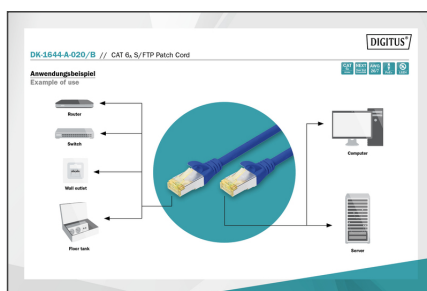 DIGITUS®
DK-1644-A-020/B // CAT 6A S/FTP Patch Cord
Anwendungsbeispiel
Example of use
Router
Switch
Wall outlet
Floor tank
Computer
Server